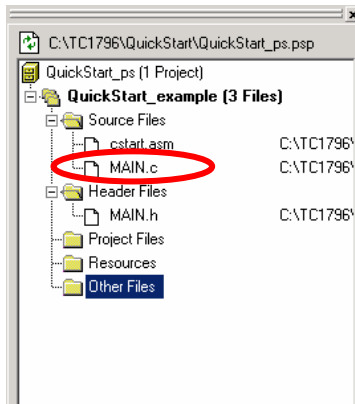 C:\TC1796\QuickStart\QuickStart_ps.psp
QuickStart_ps (1 Project)
QuickStart_example (3 Files)
Source Files
cstart.asm C:\TC1796\
MAIN.c C:\TC1796\
Header Files
MAIN.h C:\TC1796\
Project Files
Resources
Other Files